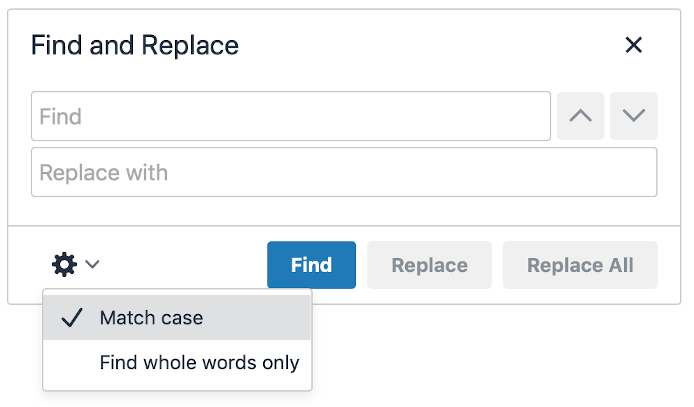 Find and Replace
Find
Replace with
Find Replace Replace All
Match case
Find whole words only